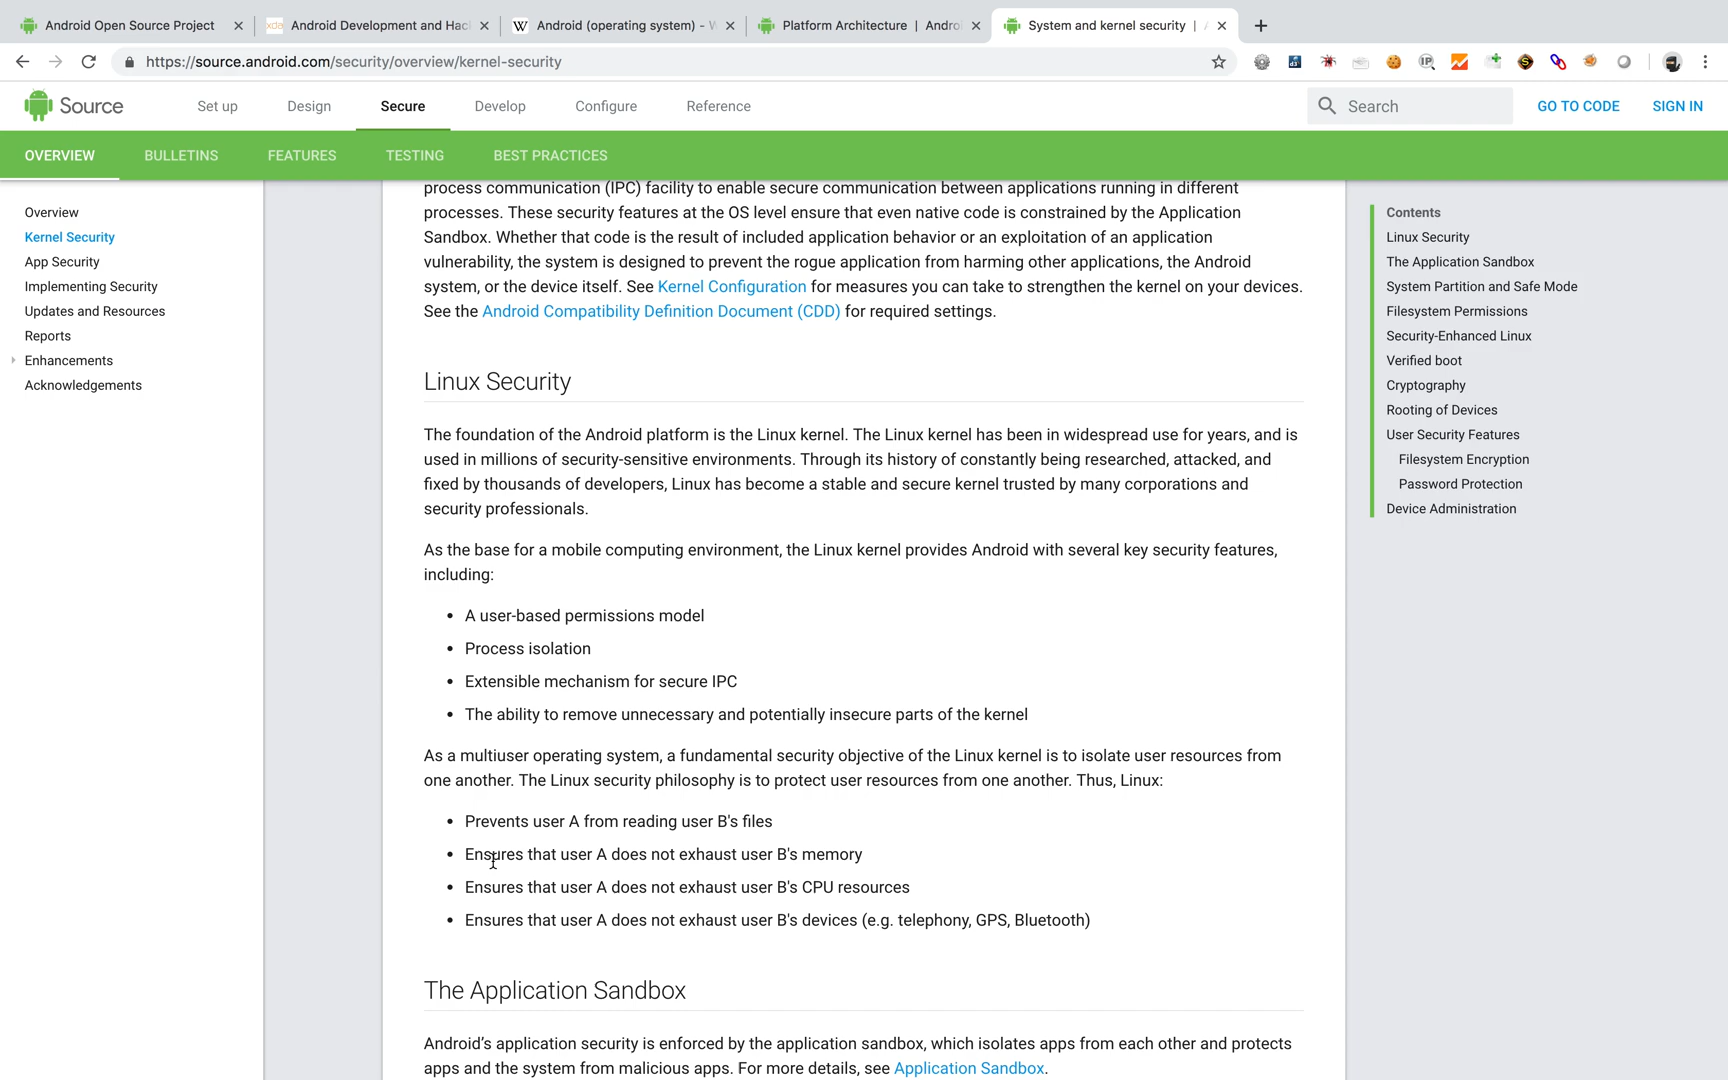 Android Open Source Project
Android Development and Hac
Android (operating system) - W
Platform Architecture | Andro
System and kernel security | A
https://source.android.com/security/overview/kernel-security
Source
Set up
Design
Secure
Develop
Configure
Reference
Search
GO TO CODE
SIGN IN
OVERVIEW
BULLETINS
FEATURES
TESTING
BEST PRACTICES
Overview
Kernel Security
App Security
Implementing Security
Updates and Resources
Reports
Enhancements
Acknowledgements
process communication (IPC) facility to enable secure communication between applications running in different
processes. These security features at the OS level ensure that even native code is constrained by the Application
Sandbox. Whether that code is the result of included application behavior or an exploitation of an application
vulnerability, the system is designed to prevent the rogue application from harming other applications, the Android
system, or the device itself. See Kernel Configuration for measures you can take to strengthen the kernel on your devices.
See the Android Compatibility Definition Document (CDD) for required settings.
Linux Security
The foundation of the Android platform is the Linux kernel. The Linux kernel has been in widespread use for years, and is
used in millions of security-sensitive environments. Through its history of constantly being researched, attacked, and
fixed by thousands of developers, Linux has become a stable and secure kernel trusted by many corporations and
security professionals.
As the base for a mobile computing environment, the Linux kernel provides Android with several key security features,
including:
• A user-based permissions model
• Process isolation
• Extensible mechanism for secure IPC
• The ability to remove unnecessary and potentially insecure parts of the kernel
As a multiuser operating system, a fundamental security objective of the Linux kernel is to isolate user resources from
one another. The Linux security philosophy is to protect user resources from one another. Thus, Linux:
• Prevents user A from reading user B's files
• Ensures that user A does not exhaust user B's memory
• Ensures that user A does not exhaust user B's CPU resources
• Ensures that user A does not exhaust user B's devices (e.g. telephony, GPS, Bluetooth)
The Application Sandbox
Android’s application security is enforced by the application sandbox, which isolates apps from each other and protects
apps and the system from malicious apps. For more details, see Application Sandbox.
Contents
Linux Security
The Application Sandbox
System Partition and Safe Mode
Filesystem Permissions
Security-Enhanced Linux
Verified boot
Cryptography
Rooting of Devices
User Security Features
Filesystem Encryption
Password Protection
Device Administration